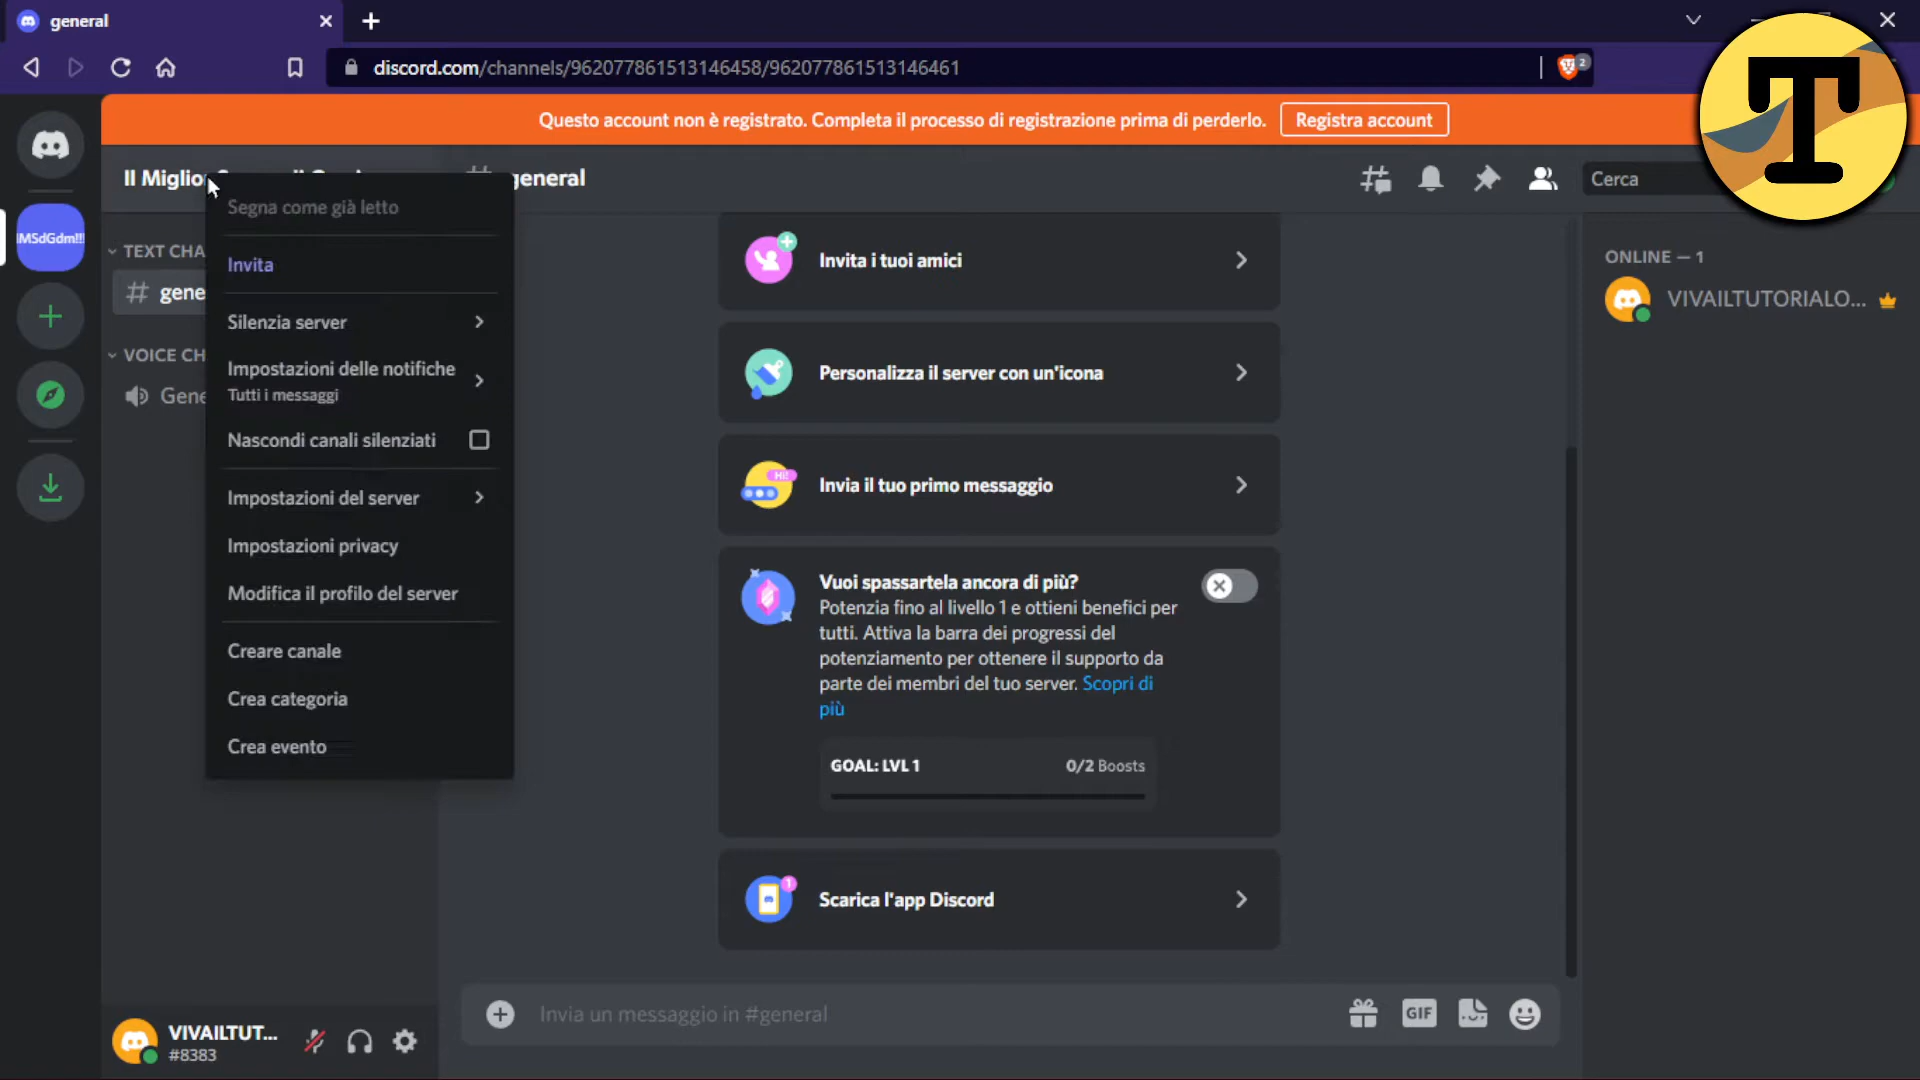 general
discord.com/channels/962077861513146458/962077861513146461
2
Questo account non è registrato. Completa il processo di registrazione prima di perderlo.
Registra account
T
Il Miglio
general
Cerca
MSdGdm!!!
TEXT CHA
gene
VOICE CH
Gene
Segna come già letto
Invita
Silenzia server
Impostazioni delle notifiche
Tutti i messaggi
Nascondi canali silenziati
Impostazioni del server
Impostazioni privacy
Modifica il profilo del server
Creare canale
Crea categoria
Crea evento
Invita i tuoi amici
Personalizza il server con un'icona
Hi!
Invia il tuo primo messaggio
Vuoi spassartela ancora di più?
Potenzia fino al livello 1 e ottieni benefici per
tutti. Attiva la barra dei progressi del
potenziamento per ottenere il supporto da
parte dei membri del tuo server. Scopri di
più
GOAL: LVL 1
0/2 Boosts
1
Scarica l'app Discord
ONLINE — 1
VIVAILTUTORIALO...
VIVAILTUT...
#8383
Invia un messaggio in #general
GIF